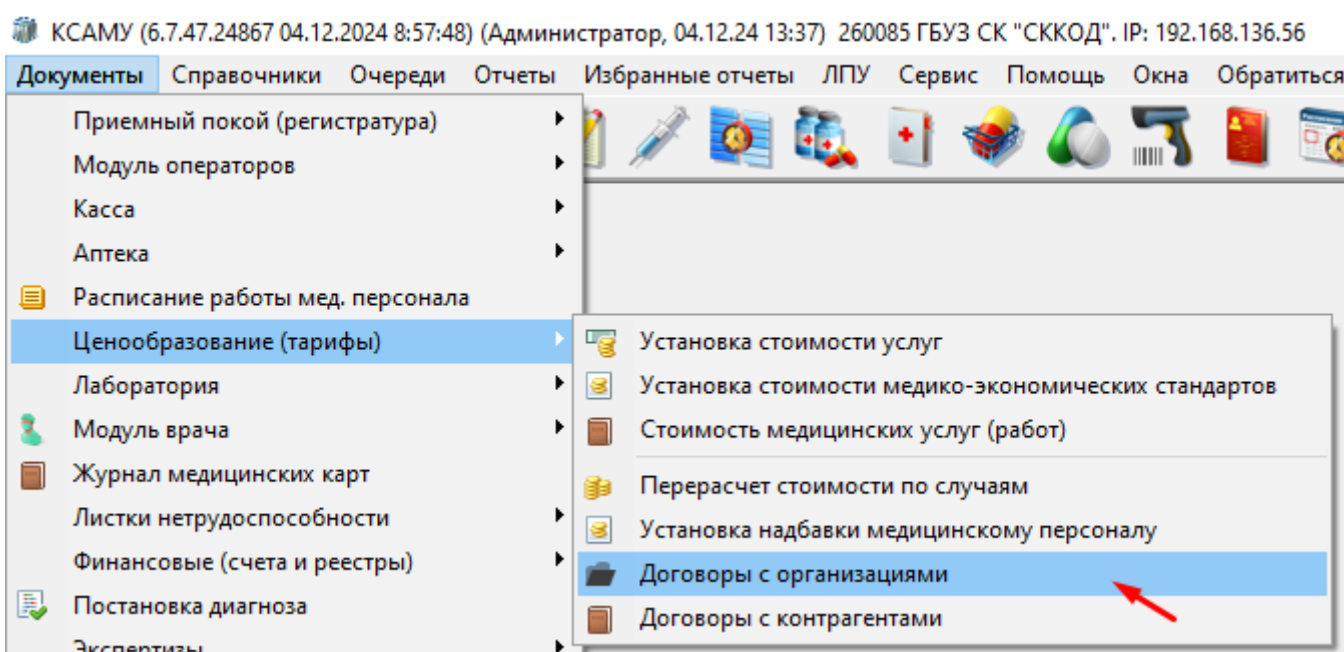 КСАМУ (6.7.47.24867 04.12.2024 8:57:48) (Администратор, 04.12.24 13:37) 260085 ГБУЗ СК "СККОД". IP: 192.168.136.56
Документы Справочники Очереди Отчеты Избранные отчеты ЛПУ Сервис Помощь Окна Обратиться
Приемный покой (регистратура)
Модуль операторов
Касса
Аптека
Расписание работы мед. персонала
Ценообразование (тарифы)
Лаборатория
Модуль врача
Журнал медицинских карт
Листки нетрудоспособности
Финансовые (счета и реестры)
Постановка диагноза
Экспертизы
Установка стоимости услуг
Установка стоимости медико-экономических стандартов
Стоимость медицинских услуг (работ)
Перерасчет стоимости по случаям
Установка надбавки медицинскому персоналу
Договоры с организациями
Договоры с контрагентами